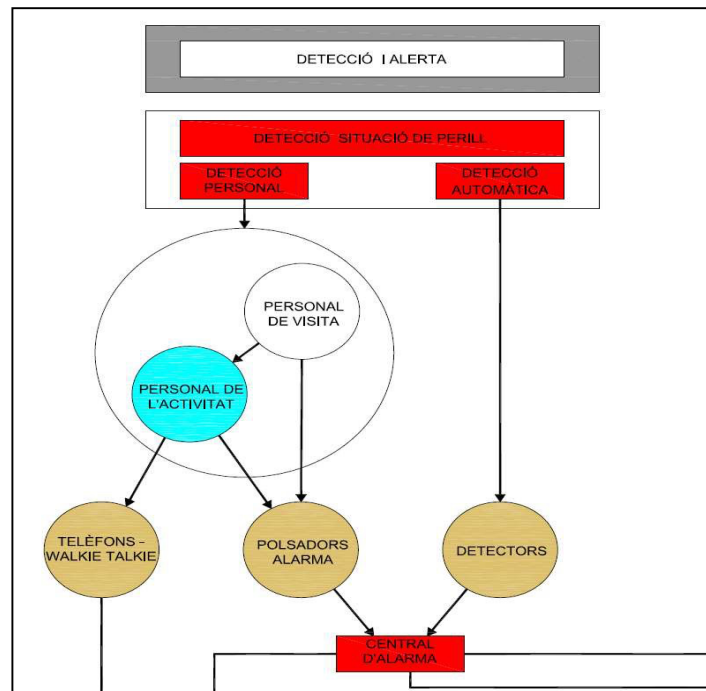 DETECCIÓ I ALERTA
DETECCIÓ SITUACIÓ DE PERILL
DETECCIÓ
PERSONAL
DETECCIÓ
AUTOMÀTICA
PERSONAL
DE VISITA
PERSONAL DE
L'ACTIVITAT
TELÈFONS -
WALKIE TALKIE
POLSADORS
ALARMA
DETECTORS
CENTRAL
D'ALARMA